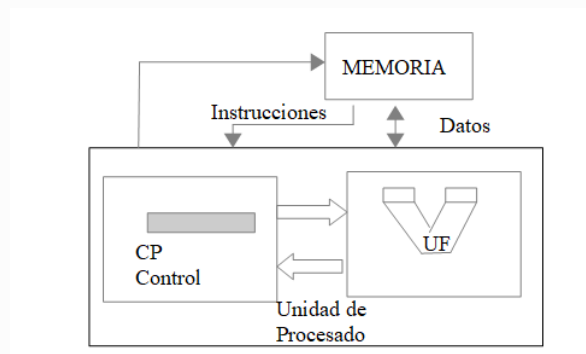 MEMORIA
Instrucciones
Datos
CP
Control
UF
Unidad de
Procesado